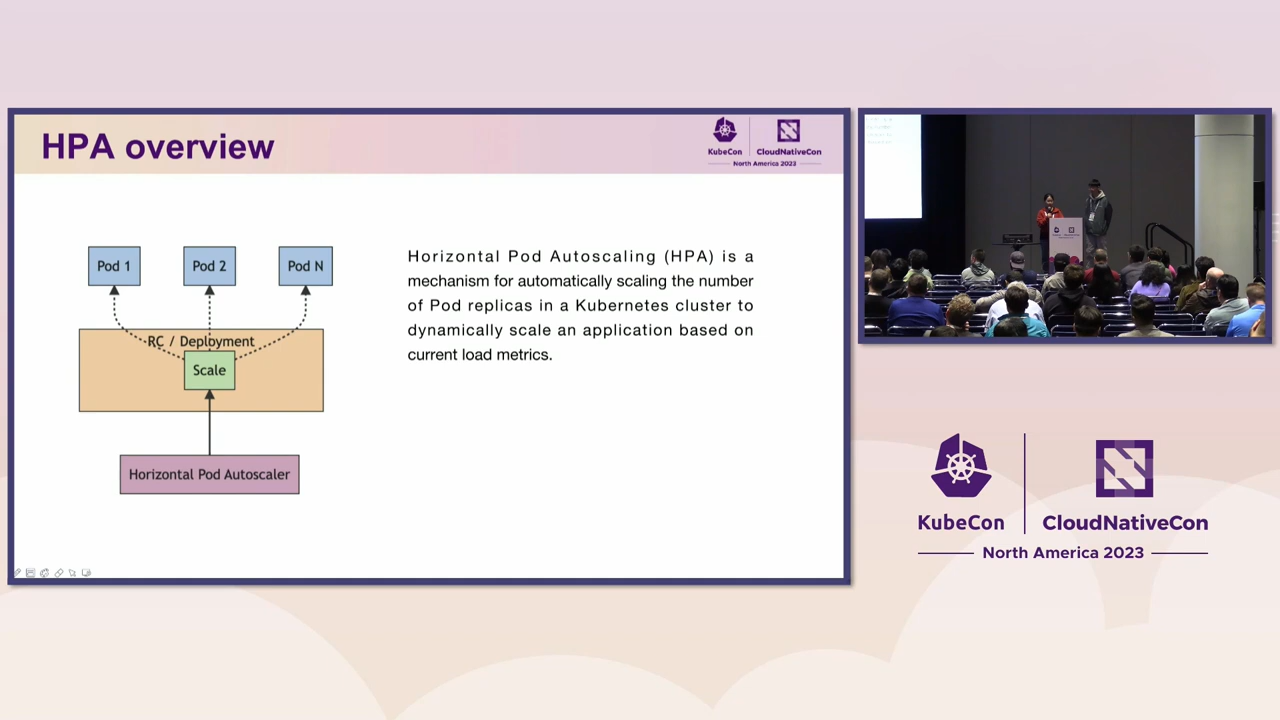 HPA overview
KubeCon
CloudNativeCon
North America 2023
Pod 1
Pod 2
Pod N
RC / Deployment
Scale
Horizontal Pod Autoscaler
Horizontal Pod Autoscaling (HPA) is a
mechanism for automatically scaling the number
of Pod replicas in a Kubernetes cluster to
dynamically scale an application based on
current load metrics.
KubeCon
CloudNativeCon
North America 2023